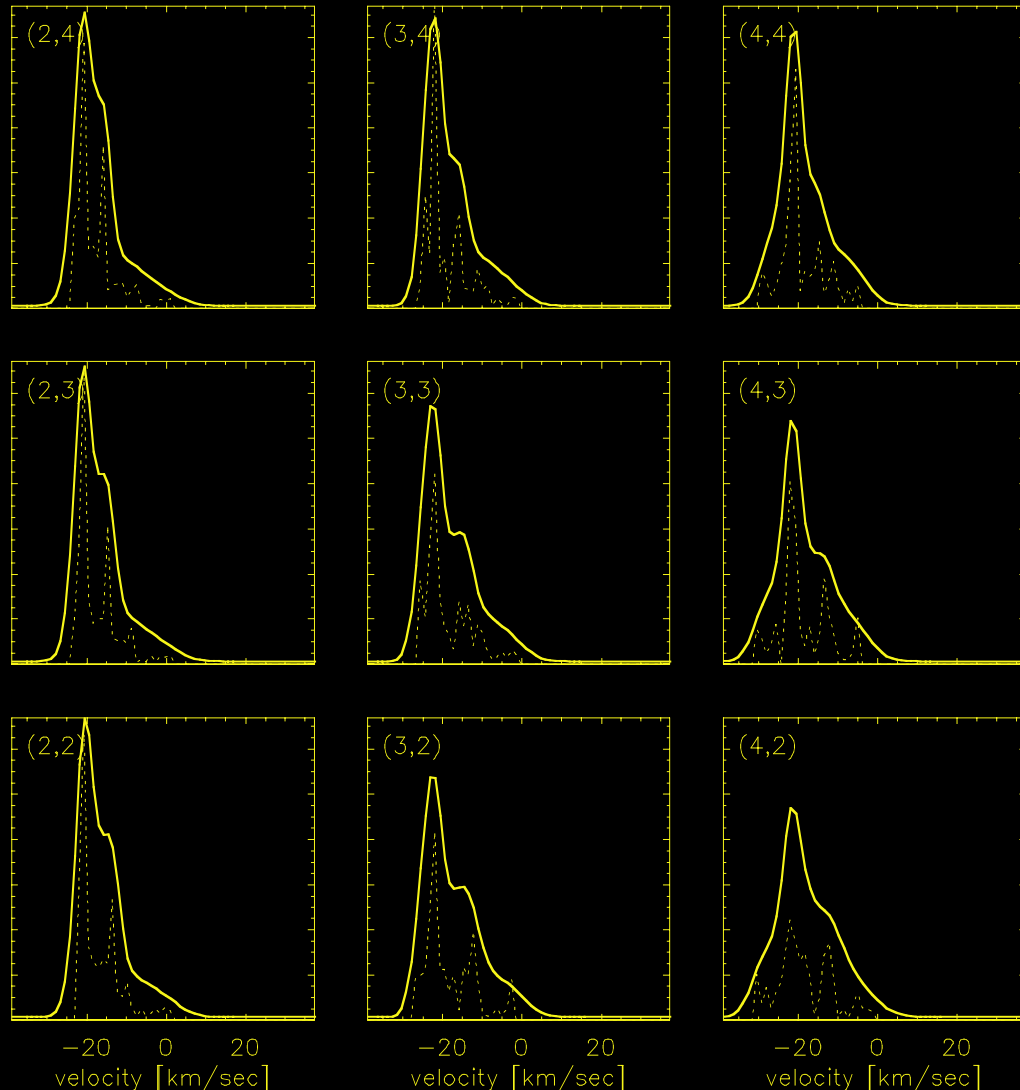 (2,4) (3,4) (4,4)
(2,3) (3,3) (4,3)
(2,2) (3,2) (4,2)
−20 0 20 −20 0 20 −20 0 20
velocity [km/sec] velocity [km/sec] velocity [km/sec]